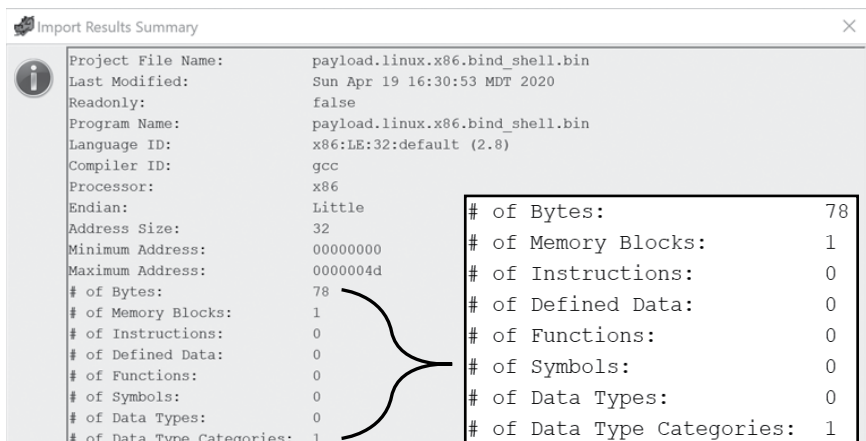 Import Results Summary
Project File Name: payload.linux.x86.bind_shell.bin
Last Modified: Sun Apr 19 16:30:53 MDT 2020
Readonly: false
Program Name: payload.linux.x86.bind_shell.bin
Language ID: x86:LE:32:default (2.8)
Compiler ID: gcc
Processor: x86
Endian: Little
Address Size: 32
Minimum Address: 00000000
Maximum Address: 0000004d
# of Bytes: 78
# of Memory Blocks: 1
# of Instructions: 0
# of Defined Data: 0
# of Functions: 0
# of Symbols: 0
# of Data Types: 0
# of Data Type Categories: 1
# of Bytes: 78
# of Memory Blocks: 1
# of Instructions: 0
# of Defined Data: 0
# of Functions: 0
# of Symbols: 0
# of Data Types: 0
# of Data Type Categories: 1